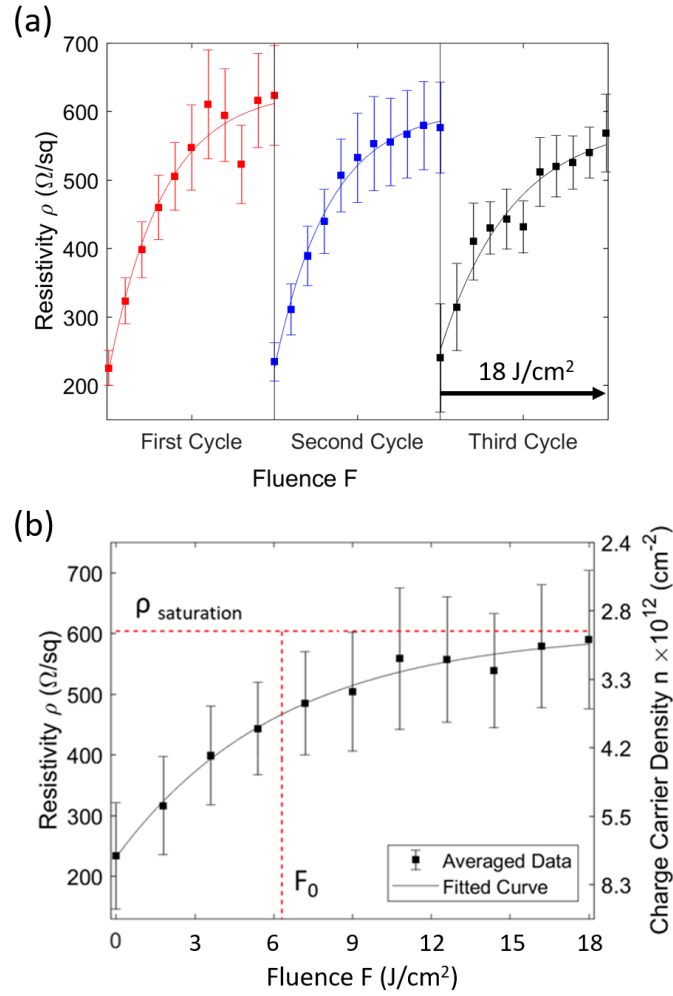 (a)
Resistivity ρ (Ω/sq)
700
600
500
400
300
200
18 J/cm²
First Cycle Second Cycle Third Cycle
Fluence F
(b)
Resistivity ρ (Ω/sq)
700
600
500
400
300
200
ρ saturation
F₀
2.4
2.8
3.3
4.2
5.5
8.3
Charge Carrier Density n ×10¹² (cm⁻²)
Averaged Data
Fitted Curve
0 3 6 9 12 15 18
Fluence F (J/cm²)